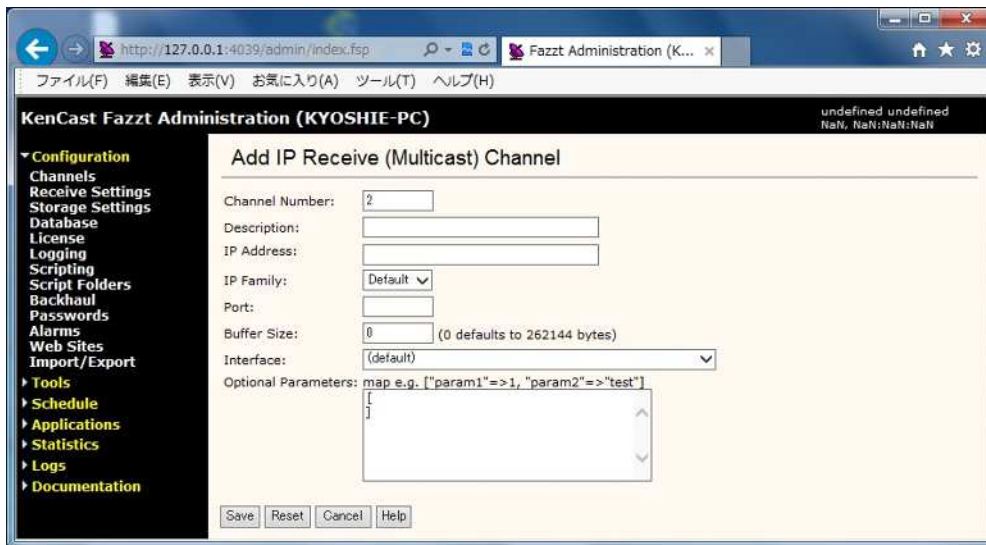 http://127.0.0.1:4039/admin/index.fsp
Fazzt Administration (K...
ファイル(F) 編集(E) 表示(V) お気に入り(A) ツール(T) ヘルプ(H)
KenCast Fazzt Administration (KYOSHIE-PC)
undefined undefined
NaN, NaN:NaN:NaN
Configuration
Channels
Receive Settings
Storage Settings
Database
License
Logging
Scripting
Script Folders
Backhaul
Passwords
Alarms
Web Sites
Import/Export
Tools
Schedule
Applications
Statistics
Logs
Documentation
Add IP Receive (Multicast) Channel
Channel Number: 2
Description:
IP Address:
IP Family: Default
Port:
Buffer Size: 0 (0 defaults to 262144 bytes)
Interface: (default)
Optional Parameters: map e.g. ["param1"=>1, "param2"=>"test"]
[
]
Save Reset Cancel Help